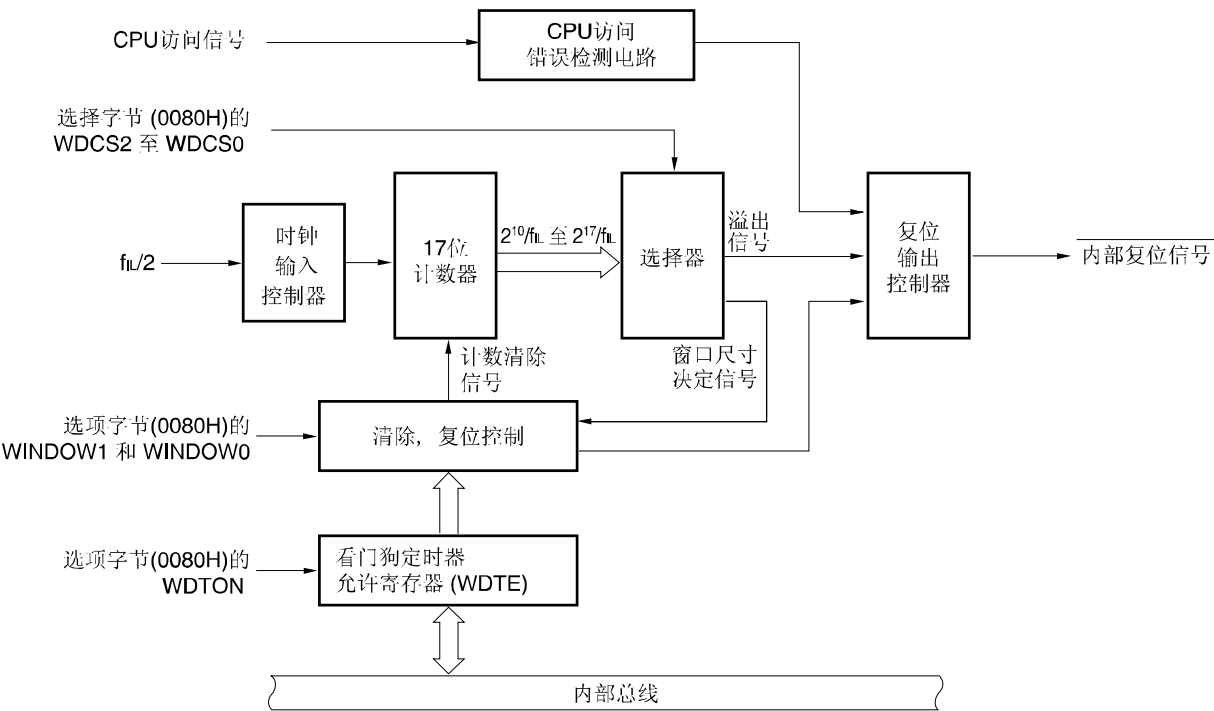 CPU访问信号
CPU访问
错误检测电路
选择字节 (0080H)的
WDCS2 至 WDCS0
fIL/2
时钟
输入
控制器
17位
计数器
2¹⁰/fIL 至 2¹⁷/fIL
选择器
溢出
信号
复位
输出
控制器
内部复位信号
计数清除
信号
窗口尺寸
决定信号
选项字节(0080H)的
WINDOW1 和 WINDOW0
清除，复位控制
选项字节(0080H)的
WDTON
看门狗定时器
允许寄存器 (WDTE)
内部总线